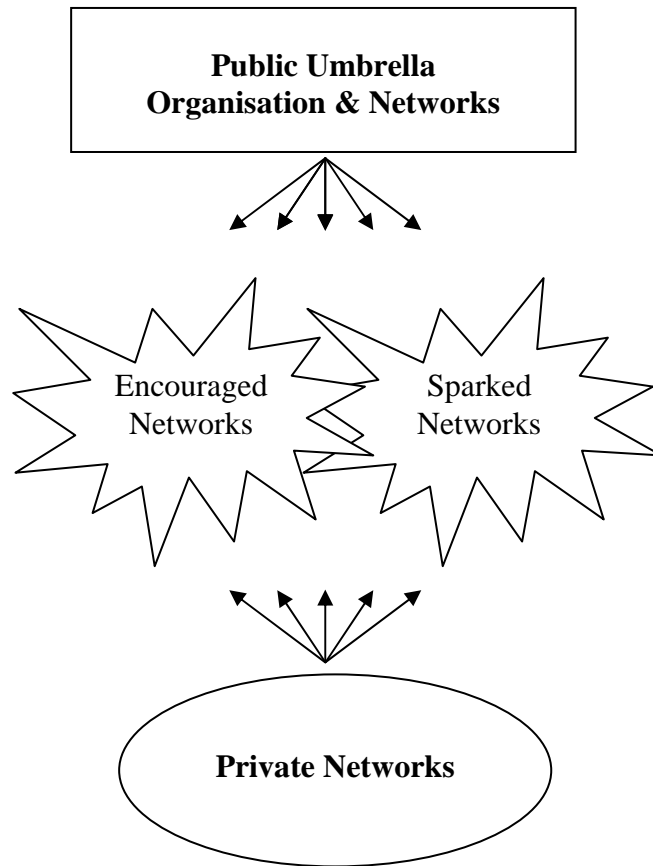 Public Umbrella
Organisation & Networks
Encouraged
Networks
Sparked
Networks
Private Networks